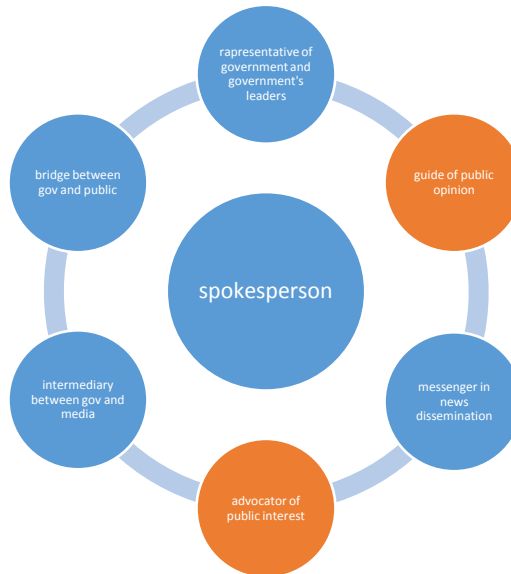 rapresentative of
government and
government's
leaders
guide of public
opinion
messenger in
news
dissemination
advocator of
public interest
intermediary
between gov and
media
bridge between
gov and public
spokesperson